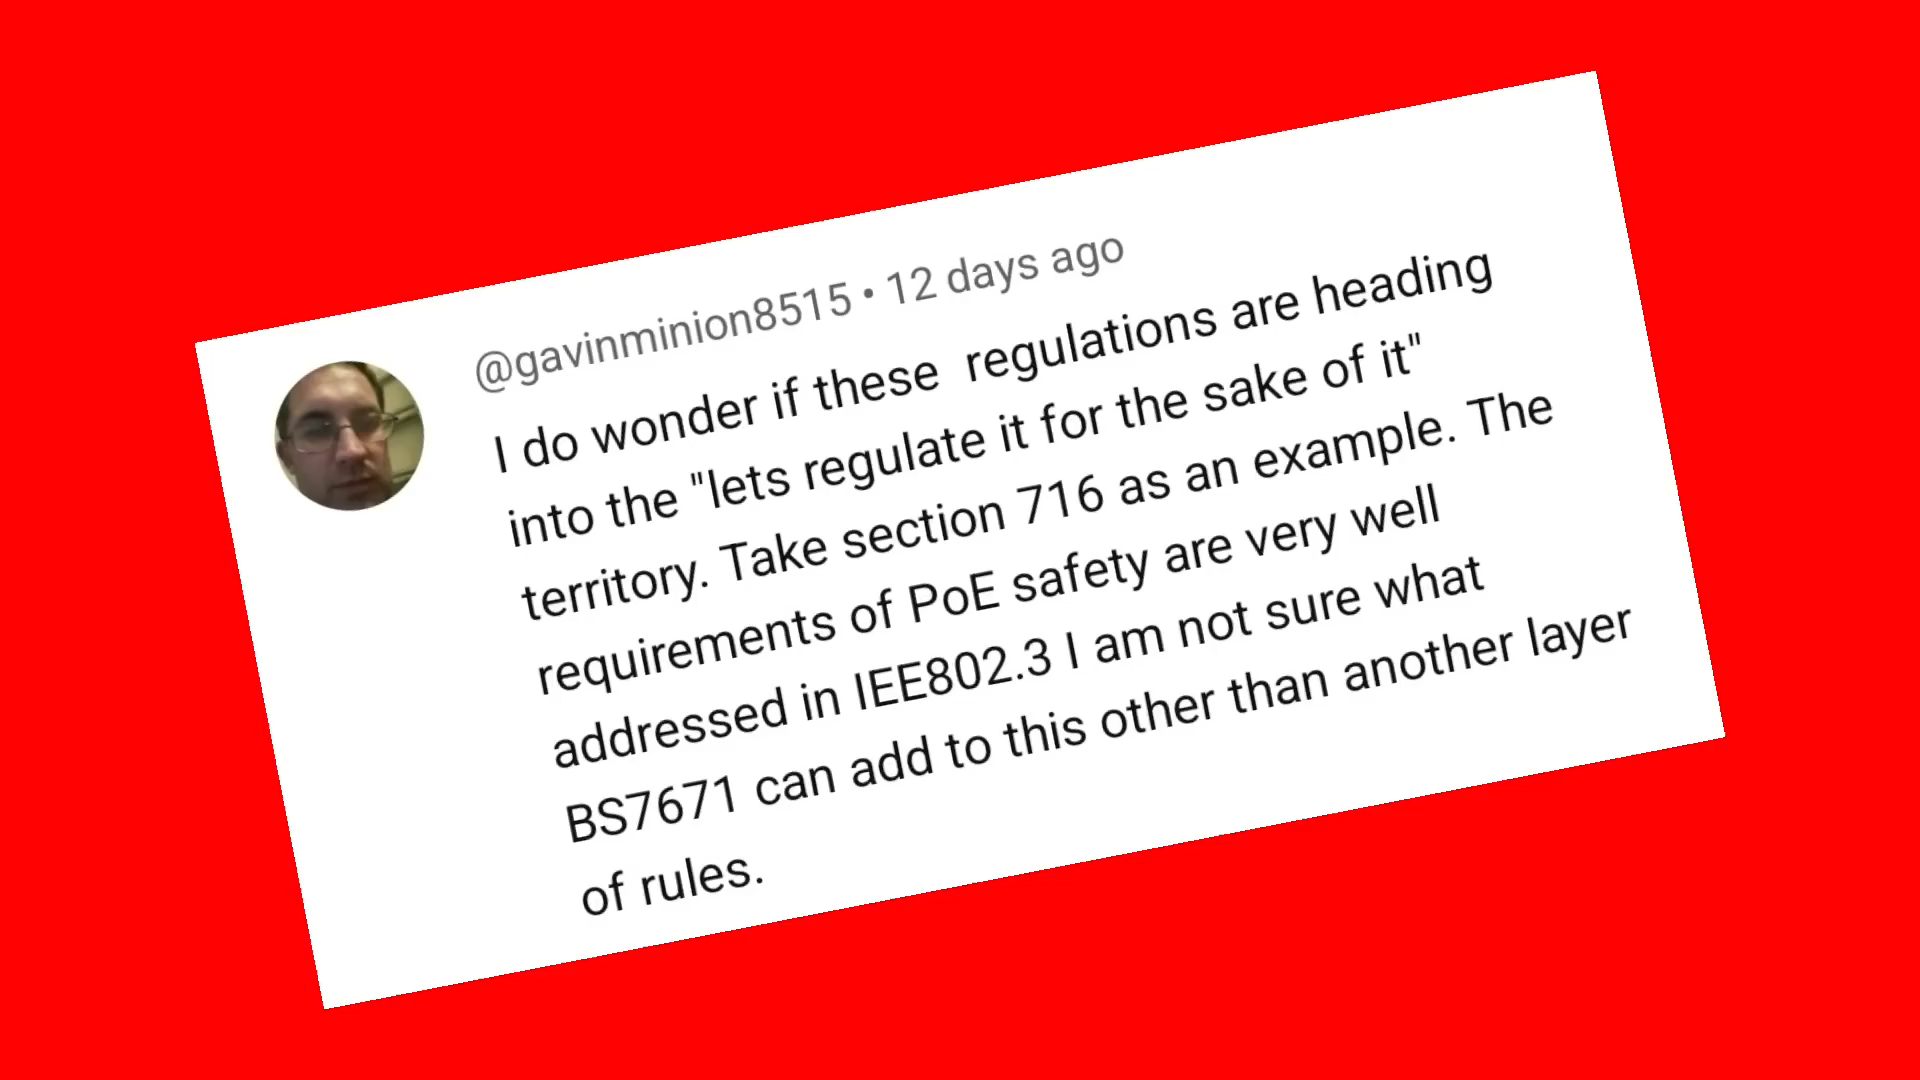 @gavinminion8515 • 12 days ago
I do wonder if these  regulations are heading
into the "lets regulate it for the sake of it"
territory. Take section 716 as an example. The
requirements of PoE safety are very well
addressed in IEE802.3 I am not sure what
BS7671 can add to this other than another layer
of rules.